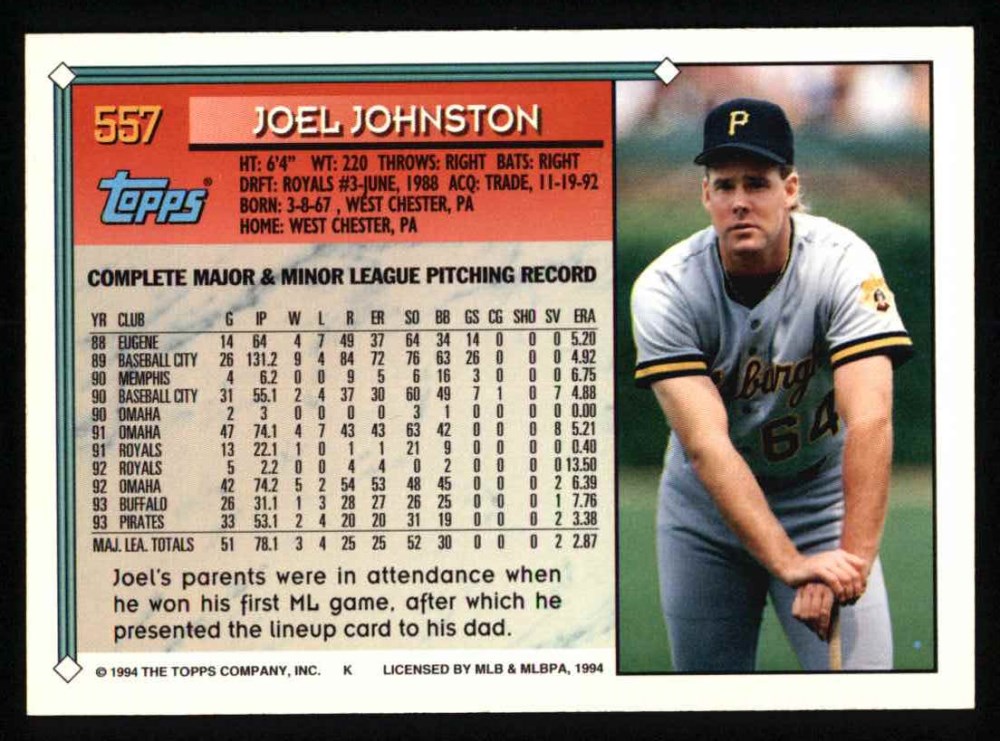 557
JOEL JOHNSTON
Topps®
HT: 6'4" WT: 220 THROWS: RIGHT BATS: RIGHT
DRFT: ROYALS #3-JUNE, 1988 ACQ: TRADE, 11-19-92
BORN: 3-8-67 , WEST CHESTER, PA
HOME: WEST CHESTER, PA
COMPLETE MAJOR & MINOR LEAGUE PITCHING RECORD
YR CLUB G IP W L R ER SO BB GS CG SHO SV ERA
88 EUGENE 14 64 4 7 49 37 64 34 14 0 0 0 5.20
89 BASEBALL CITY 26 131.2 9 4 84 72 76 63 26 0 0 0 4.92
90 MEMPHIS 4 6.2 0 0 9 5 6 16 3 0 0 0 6.75
90 BASEBALL CITY 31 55.1 2 4 37 30 60 49 7 1 0 7 4.88
90 OMAHA 2 3 0 0 0 0 3 1 0 0 0 0 0.00
91 OMAHA 47 74.1 4 7 43 43 63 42 0 0 0 8 5.21
91 ROYALS 13 22.1 1 0 1 1 21 9 0 0 0 0 0.40
92 ROYALS 5 2.2 0 0 4 4 0 2 0 0 0 0 13.50
92 OMAHA 42 74.2 5 2 54 53 48 45 0 0 0 2 6.39
93 BUFFALO 26 31.1 1 3 28 27 26 25 0 0 0 1 7.76
93 PIRATES 33 53.1 2 4 20 20 31 19 0 0 0 2 3.38
MAJ. LEA. TOTALS 51 78.1 3 4 25 25 52 30 0 0 0 2 2.87
Joel's parents were in attendance when
he won his first ML game, after which he
presented the lineup card to his dad.
© 1994 THE TOPPS COMPANY, INC. K LICENSED BY MLB & MLBPA, 1994
P
64